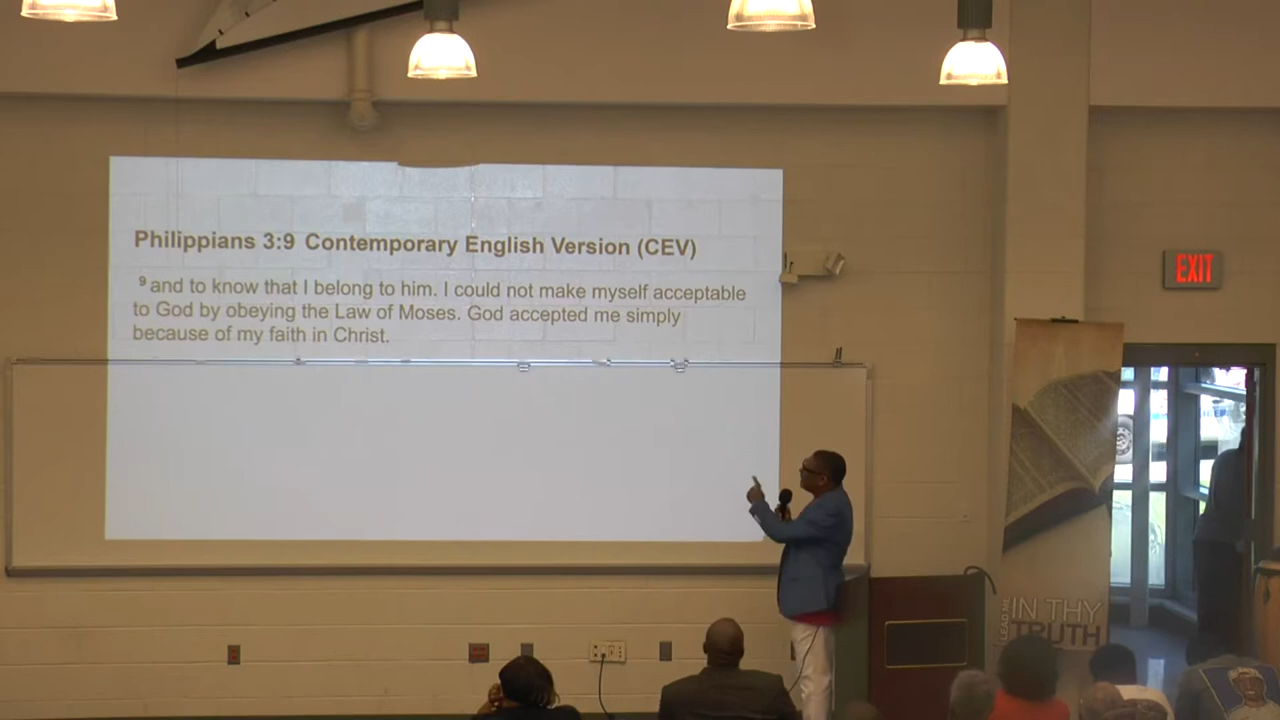 Philippians 3:9 Contemporary English Version (CEV)
9 and to know that I belong to him. I could not make myself acceptable
to God by obeying the Law of Moses. God accepted me simply
because of my faith in Christ.
EXIT
LEAD ME
IN THY
TRUTH